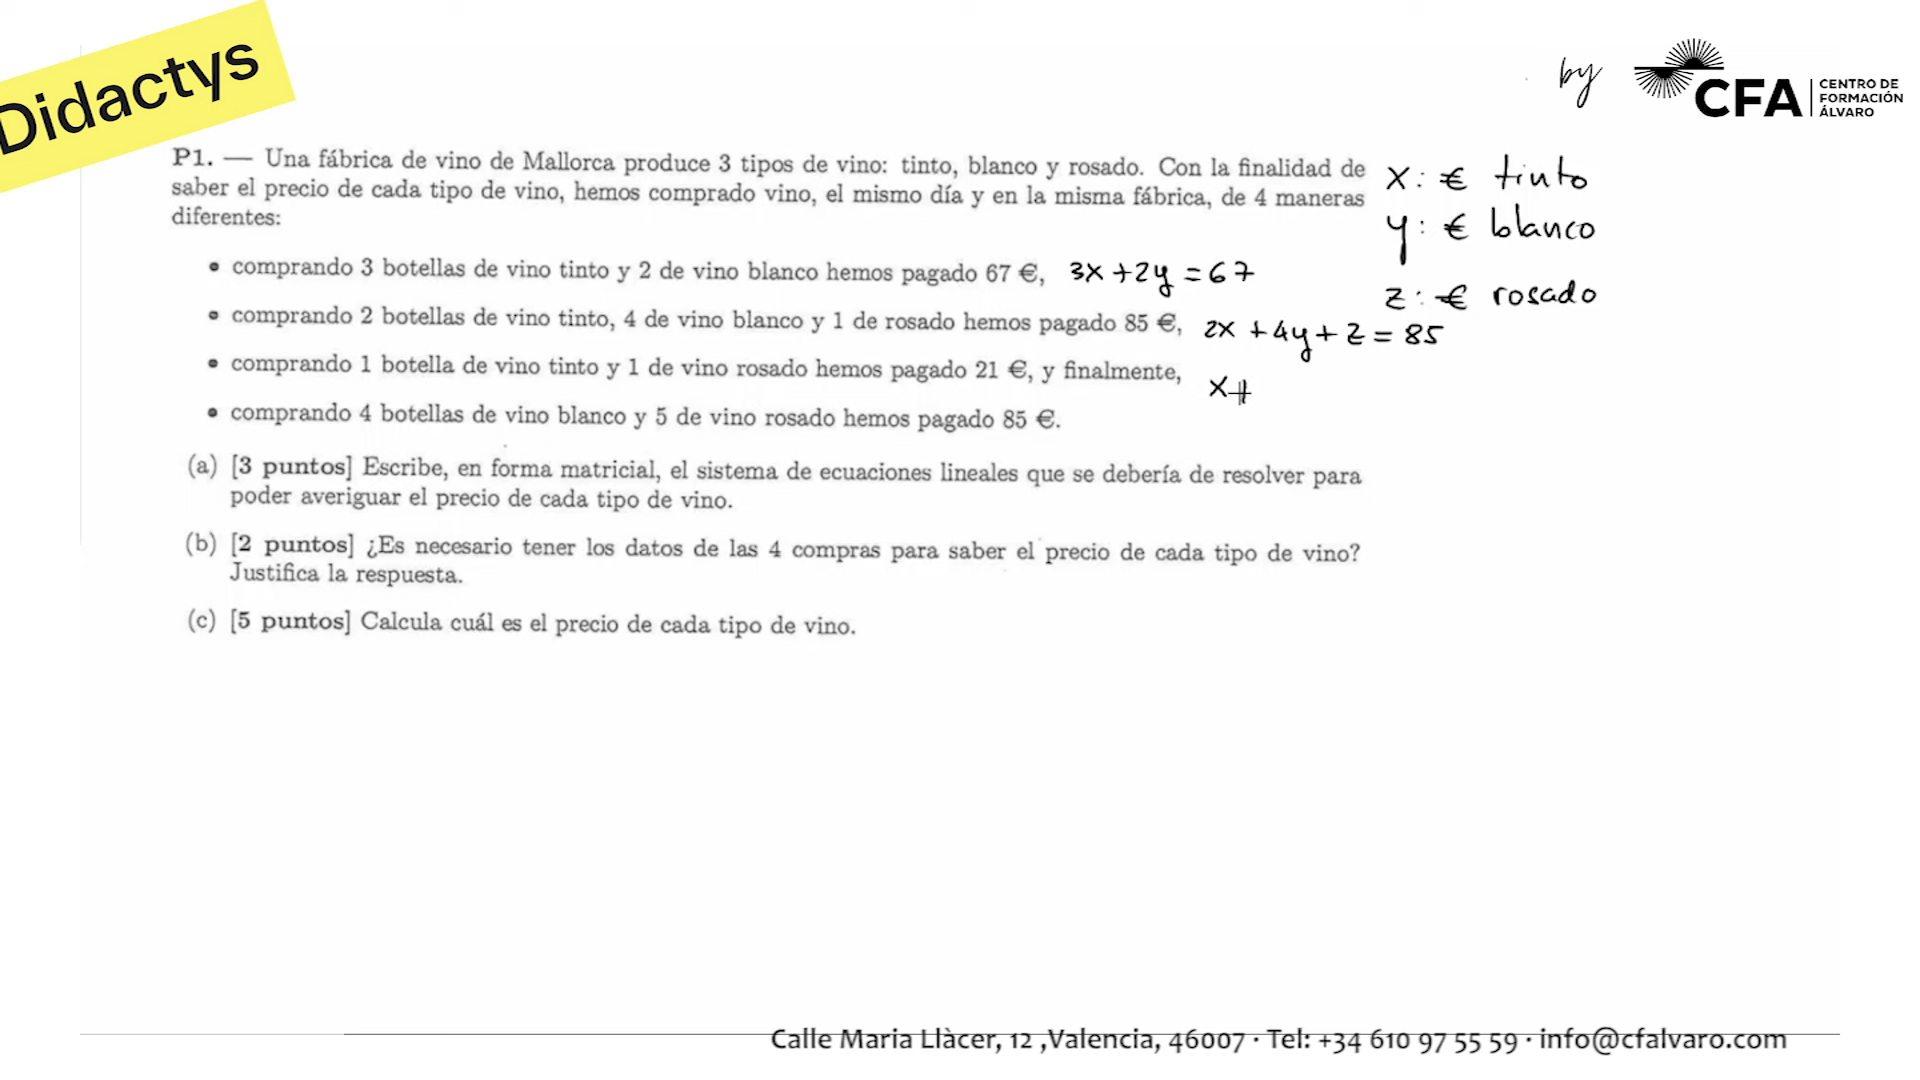 Didactys
by
CFA
CENTRO DE
FORMACIÓN
ÁLVARO
P1. — Una fábrica de vino de Mallorca produce 3 tipos de vino: tinto, blanco y rosado. Con la finalidad de
saber el precio de cada tipo de vino, hemos comprado vino, el mismo día y en la misma fábrica, de 4 maneras
diferentes:
x: € tinto
y: € blanco
z: € rosado
• comprando 3 botellas de vino tinto y 2 de vino blanco hemos pagado 67 €, 3x+2y=67
• comprando 2 botellas de vino tinto, 4 de vino blanco y 1 de rosado hemos pagado 85 €, 2x+4y+z=85
• comprando 1 botella de vino tinto y 1 de vino rosado hemos pagado 21 €, y finalmente, x+
• comprando 4 botellas de vino blanco y 5 de vino rosado hemos pagado 85 €.
(a) [3 puntos] Escribe, en forma matricial, el sistema de ecuaciones lineales que se debería de resolver para
poder averiguar el precio de cada tipo de vino.
(b) [2 puntos] ¿Es necesario tener los datos de las 4 compras para saber el precio de cada tipo de vino?
Justifica la respuesta.
(c) [5 puntos] Calcula cuál es el precio de cada tipo de vino.
Calle Maria Llàcer, 12 ,Valencia, 46007 · Tel: +34 610 97 55 59 · info@cfalvaro.com